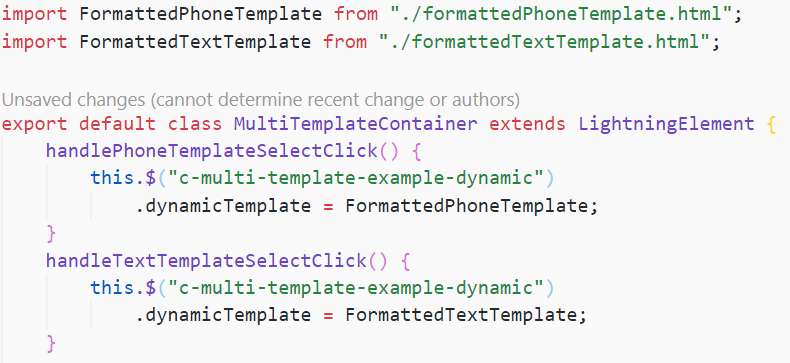 import FormattedPhoneTemplate from "./formattedPhoneTemplate.html";
import FormattedTextTemplate from "./formattedTextTemplate.html";
Unsaved changes (cannot determine recent change or authors)
export default class MultiTemplateContainer extends LightningElement {
    handlePhoneTemplateSelectClick() {
        this.$("c-multi-template-example-dynamic")
            .dynamicTemplate = FormattedPhoneTemplate;
    }
    handleTextTemplateSelectClick() {
        this.$("c-multi-template-example-dynamic")
            .dynamicTemplate = FormattedTextTemplate;
    }